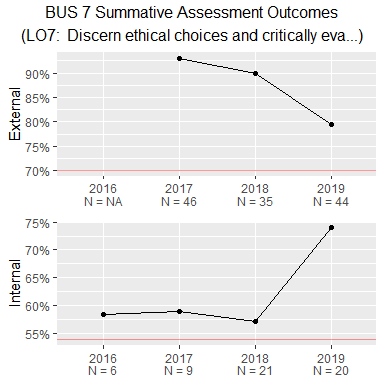 BUS 7 Summative Assessment Outcomes
(LO7:  Discern ethical choices and critically eva...)
External
90%
85%
80%
75%
70%
2016
N = NA
2017
N = 46
2018
N = 35
2019
N = 44
Internal
75%
70%
65%
60%
55%
2016
N = 6
2017
N = 9
2018
N = 21
2019
N = 20